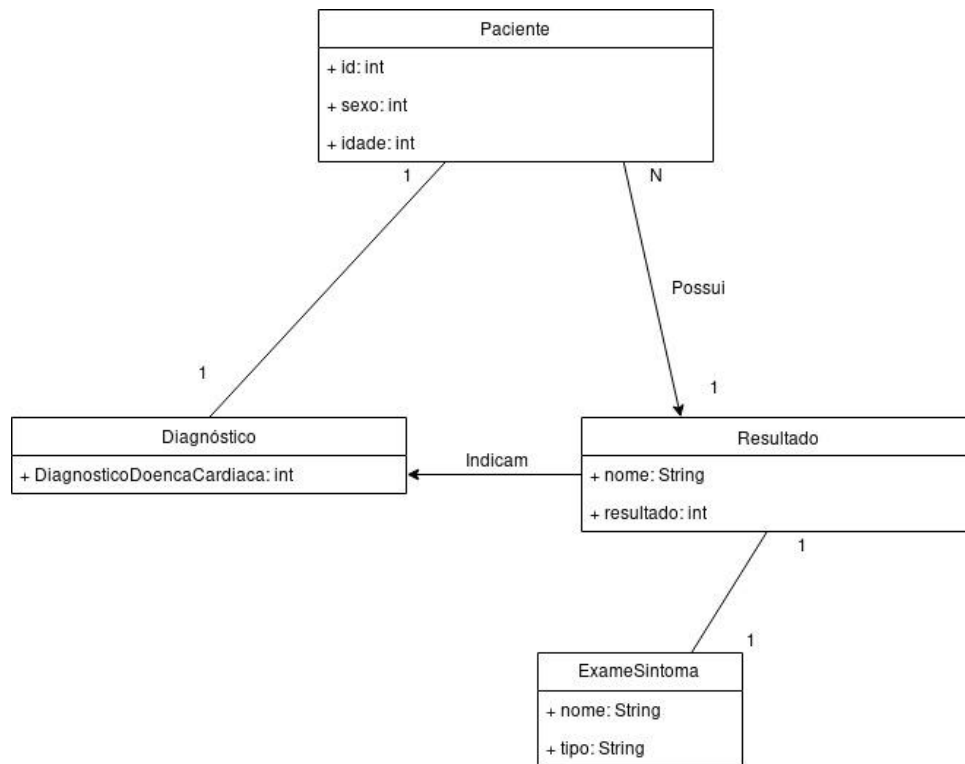 Paciente
+ id: int
+ sexo: int
+ idade: int
1
N
Possui
1
1
Diagnóstico
+ DiagnosticoDoencaCardiaca: int
Indicam
Resultado
+ nome: String
+ resultado: int
1
1
ExameSintoma
+ nome: String
+ tipo: String